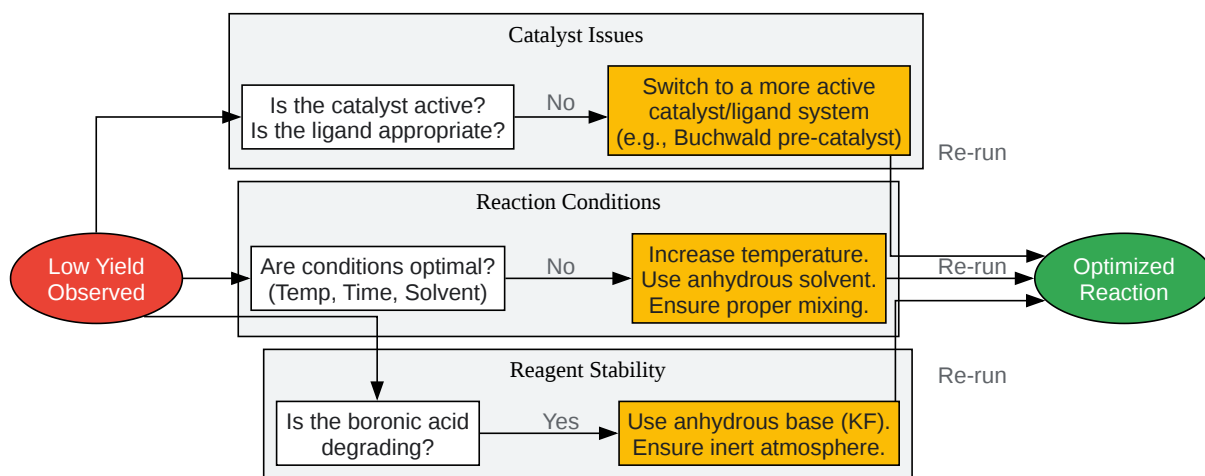 Catalyst Issues
Is the catalyst active?
Is the ligand appropriate?
No
Switch to a more active
catalyst/ligand system
(e.g., Buchwald pre-catalyst)
Re-run
Reaction Conditions
Low Yield
Observed
Are conditions optimal?
(Temp, Time, Solvent)
No
Increase temperature.
Use anhydrous solvent.
Ensure proper mixing.
Re-run
Optimized
Reaction
Reagent Stability
Is the boronic acid
degrading?
Yes
Use anhydrous base (KF).
Ensure inert atmosphere.
Re-run